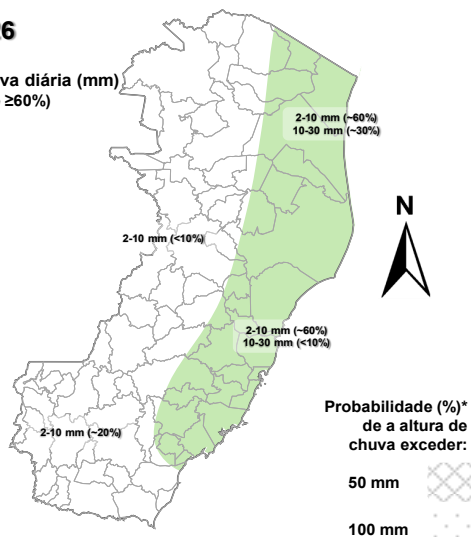 26
va diária (mm)
≥60%)
2-10 mm (~60%)
10-30 mm (~30%)
N
2-10 mm (<10%)
2-10 mm (~60%)
10-30 mm (<10%)
2-10 mm (~20%)
Probabilidade (%)*
de a altura de
chuva exceder:
50 mm
100 mm